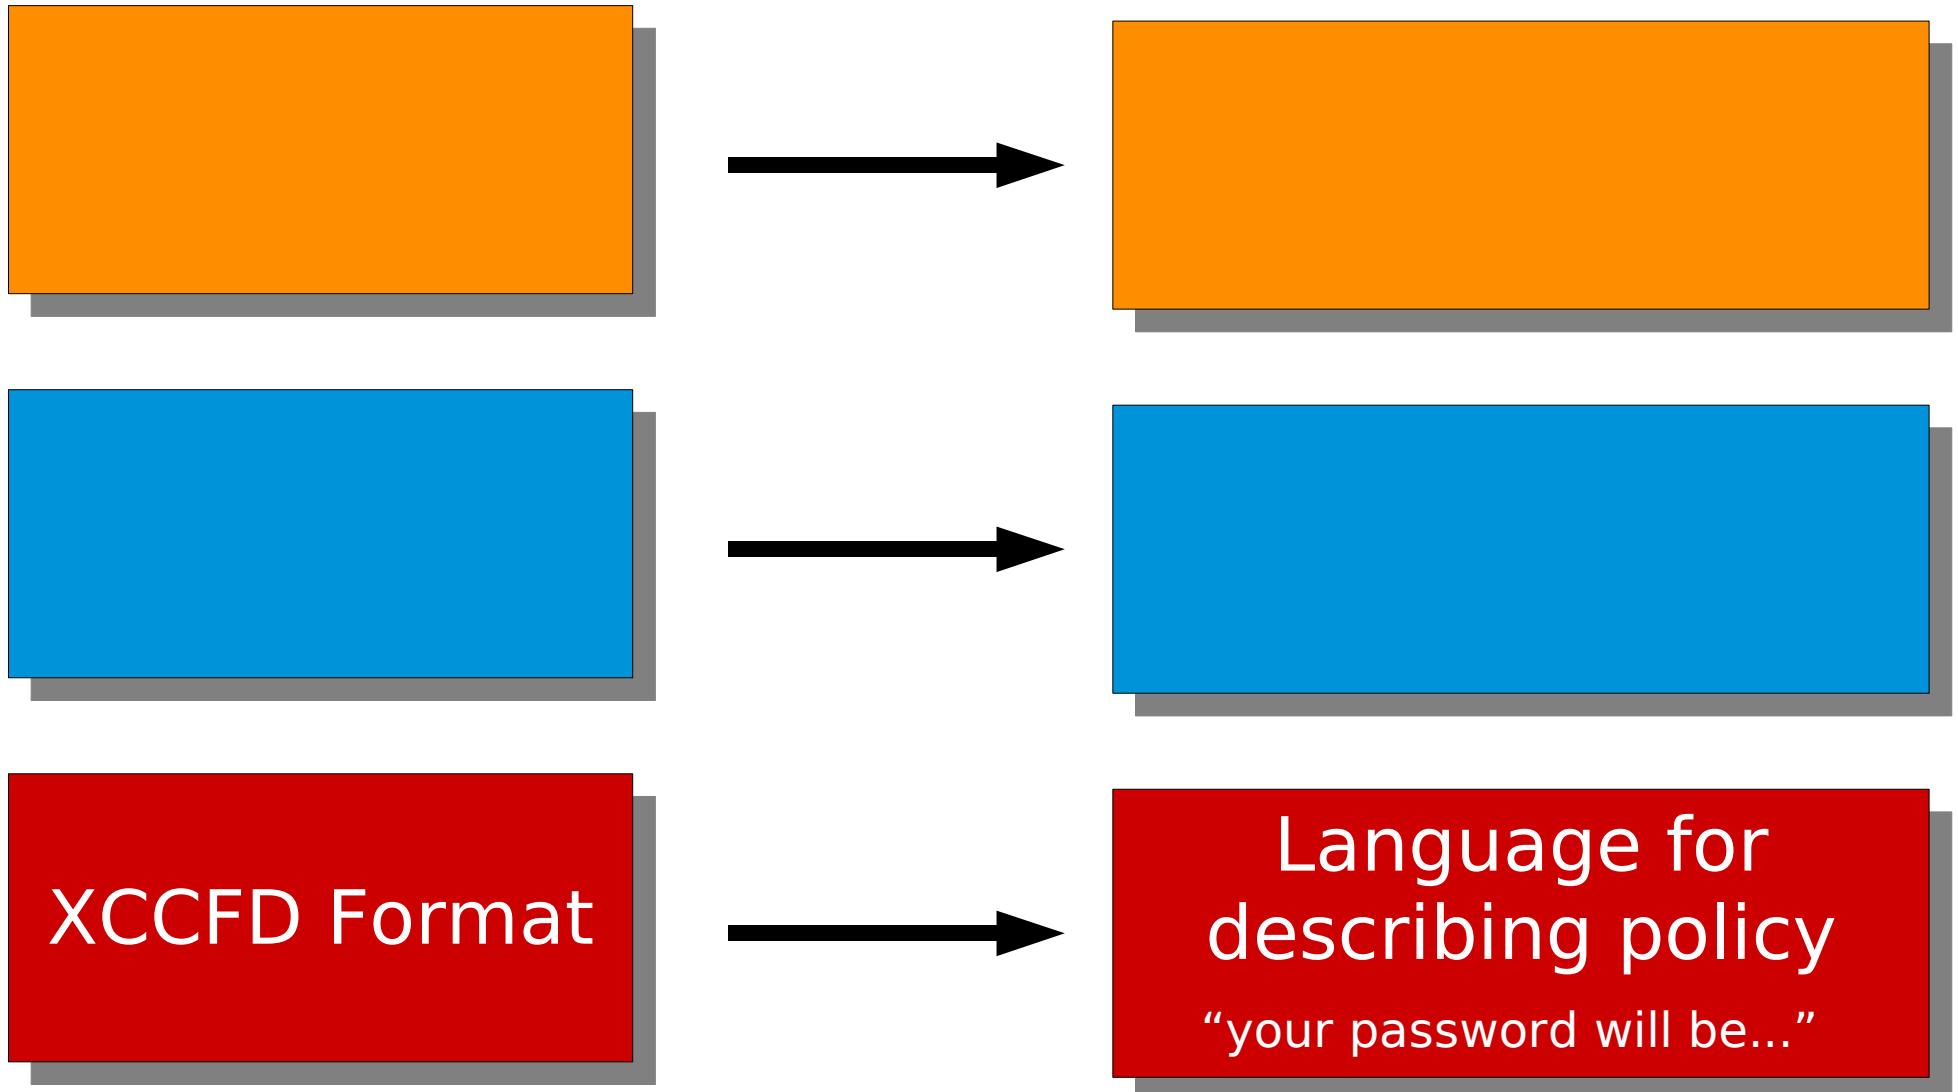 XCCFD Format
Language for
describing policy
“your password will be...”